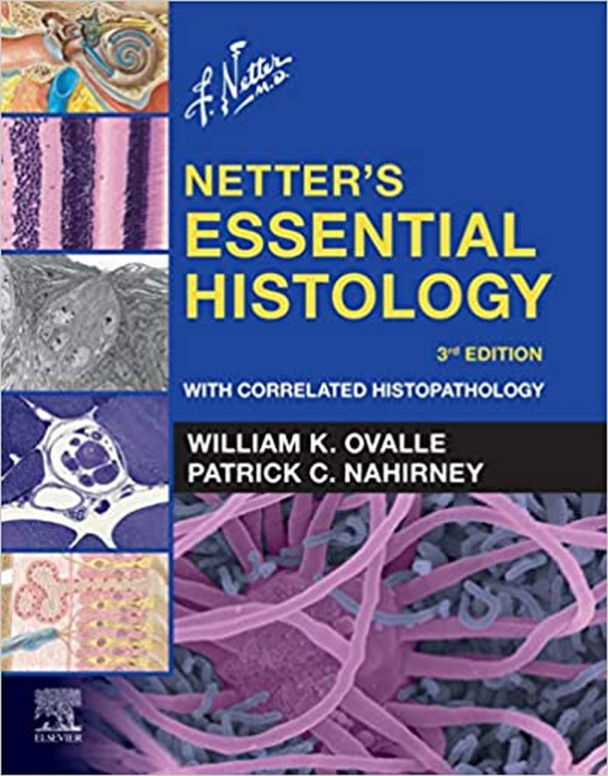 F. Netter
M.D.
NETTER'S
ESSENTIAL
HISTOLOGY
3rd EDITION
WITH CORRELATED HISTOPATHOLOGY
WILLIAM K. OVALLE
PATRICK C. NAHIRNEY
ELSEVIER